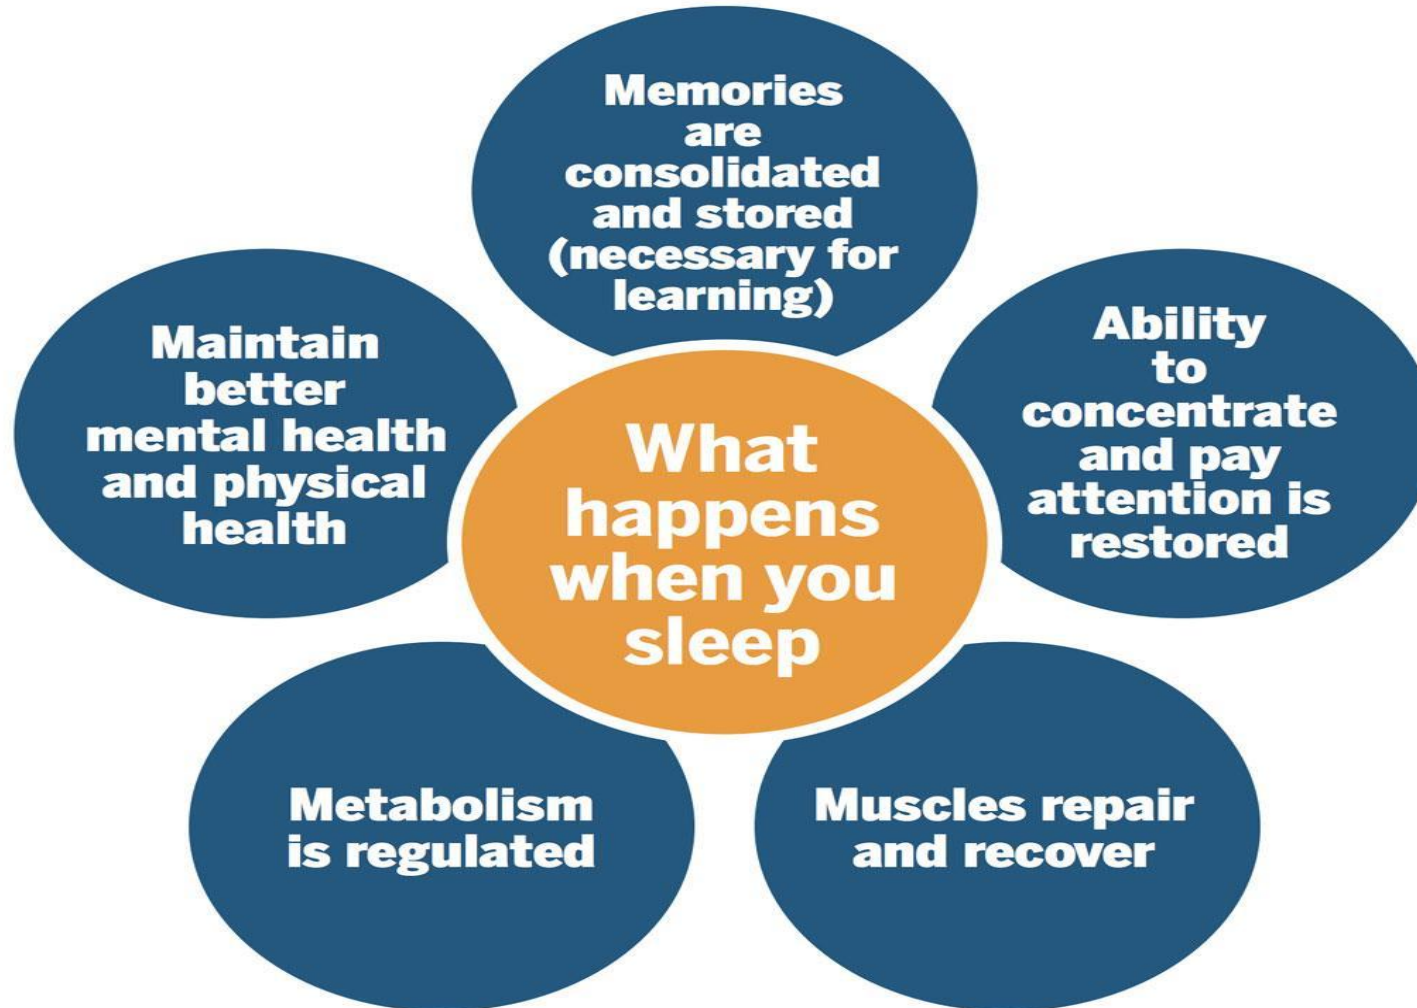 What
happens
when you
sleep
Memories
are
consolidated
and stored
(necessary for
learning)
Ability
to
concentrate
and pay
attention is
restored
Muscles repair
and recover
Metabolism
is regulated
Maintain
better
mental health
and physical
health